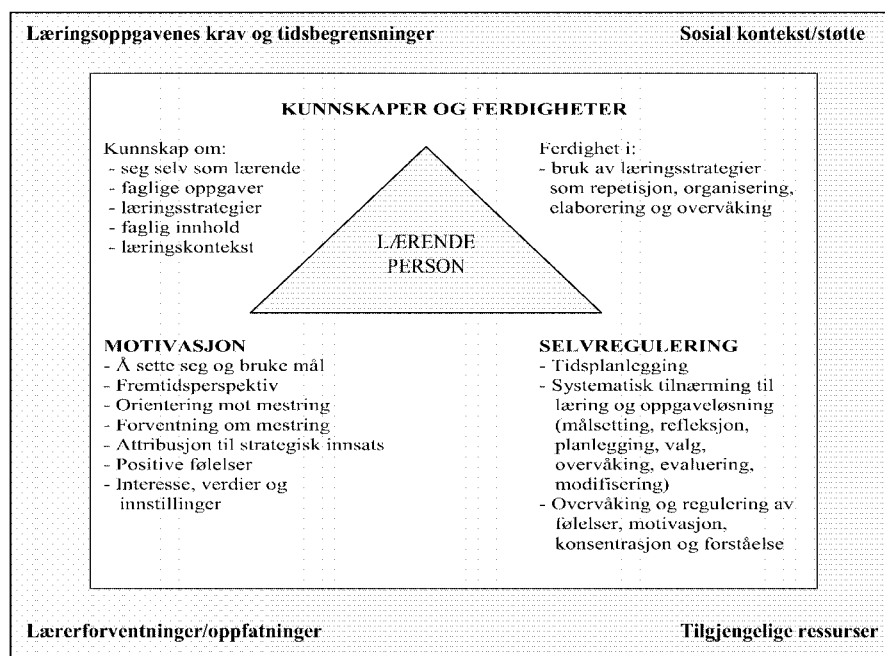 Læringsoppgavenes krav og tidsbegrensninger
Sosial kontekst/støtte
KUNNSKAPER OG FERDIGHETER
Kunnskap om:
- seg selv som lærende
- faglige oppgaver
- læringsstrategier
- faglig innhold
- læringskontekst
Ferdighet i:
- bruk av læringsstrategier
som repetisjon, organisering,
elaborering og overvåking
LÆRENDE
PERSON
MOTIVASJON
- Å sette seg og bruke mål
- Fremtidsperspektiv
- Orientering mot mestring
- Forventning om mestring
- Attribusjon til strategisk innsats
- Positive følelser
- Interesse, verdier og
innstillinger
SELVREGULERING
- Tidsplanlegging
- Systematisk tilnærming til
læring og oppgaveløsning
(målsetting, refleksjon,
planlegging, valg,
overvåking, evaluering,
modifisering)
- Overvåking og regulering av
følelser, motivasjon,
konsentrasjon og forståelse
Lærerforventninger/oppfatninger
Tilgjengelige ressurser